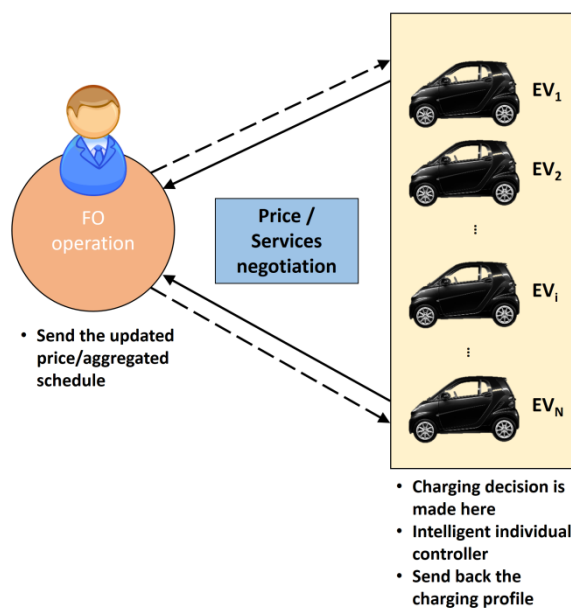 EV1
EV2
...
EVi
...
EVN
FO
operation
Price /
Services
negotiation
• Send the updated
price/aggregated
schedule
• Charging decision is
made here
• Intelligent individual
controller
• Send back the
charging profile